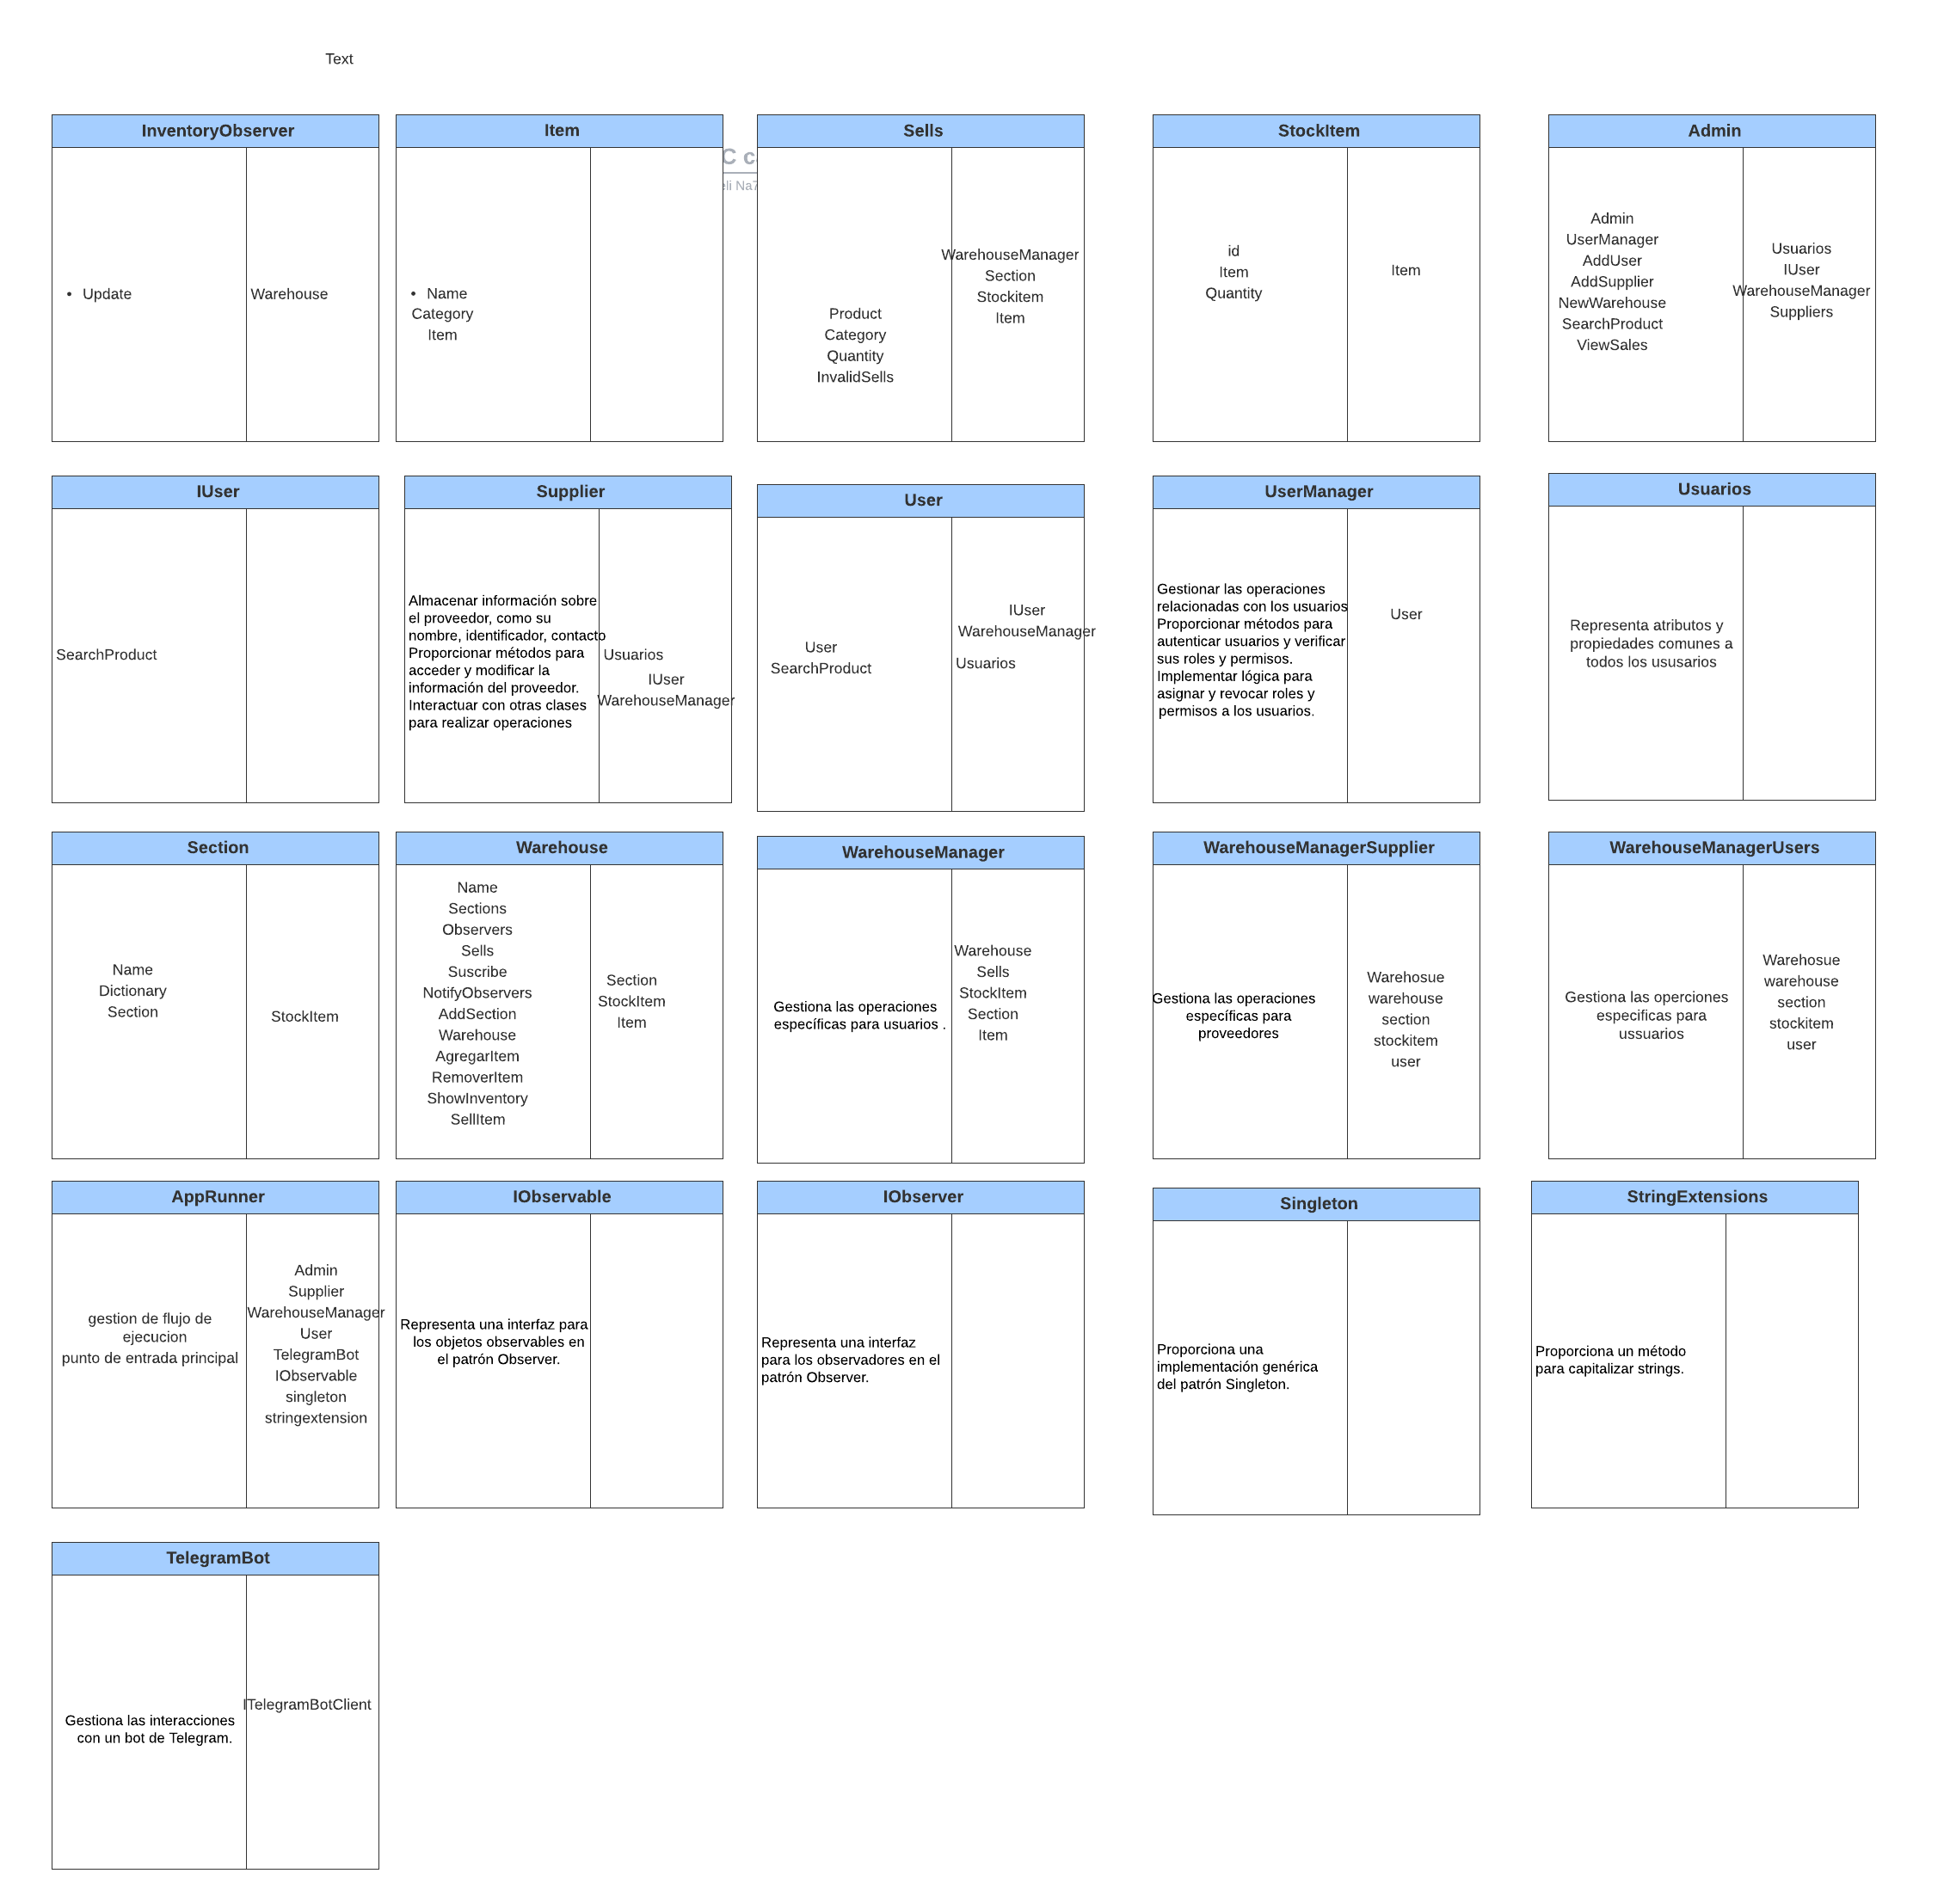 Text
InventoryObserver
• Update
Warehouse
Item
• Name
Category
Item
C
Sells
Product
Category
Quantity
InvalidSells
WarehouseManager
Section
Stockitem
Item
StockItem
id
Item
Quantity
Item
Admin
Admin
UserManager
AddUser
AddSupplier
NewWarehouse
SearchProduct
ViewSales
Usuarios
IUser
WarehouseManager
Suppliers
IUser
SearchProduct
Supplier
Almacenar información sobre
el proveedor, como su
nombre, identificador, contacto
Proporcionar métodos para
acceder y modificar la
información del proveedor.
Interactuar con otras clases
para realizar operaciones
Usuarios
IUser
WarehouseManager
User
User
SearchProduct
IUser
WarehouseManager
Usuarios
UserManager
Gestionar las operaciones
relacionadas con los usuarios
Proporcionar métodos para
autenticar usuarios y verificar
sus roles y permisos.
Implementar lógica para
asignar y revocar roles y
permisos a los usuarios.
User
Usuarios
Representa atributos y
propiedades comunes a
todos los ususarios
Section
Name
Dictionary
Section
StockItem
Warehouse
Name
Sections
Observers
Sells
Suscribe
NotifyObservers
AddSection
Warehouse
AgregarItem
RemoverItem
ShowInventory
SellItem
Section
StockItem
Item
WarehouseManager
Gestiona las operaciones
específicas para usuarios .
Warehouse
Sells
StockItem
Section
Item
WarehouseManagerSupplier
Gestiona las operaciones
específicas para
proveedores
Warehosue
warehouse
section
stockitem
user
WarehouseManagerUsers
Gestiona las operciones
especificas para
ussuarios
Warehosue
warehouse
section
stockitem
user
AppRunner
gestion de flujo de
ejecucion
punto de entrada principal
Admin
Supplier
WarehouseManager
User
TelegramBot
IObservable
singleton
stringextension
IObservable
Representa una interfaz para
los objetos observables en
el patrón Observer.
IObserver
Representa una interfaz
para los observadores en el
patrón Observer.
Singleton
Proporciona una
implementación genérica
del patrón Singleton.
StringExtensions
Proporciona un método
para capitalizar strings.
TelegramBot
Gestiona las interacciones
con un bot de Telegram.
ITelegramBotClient